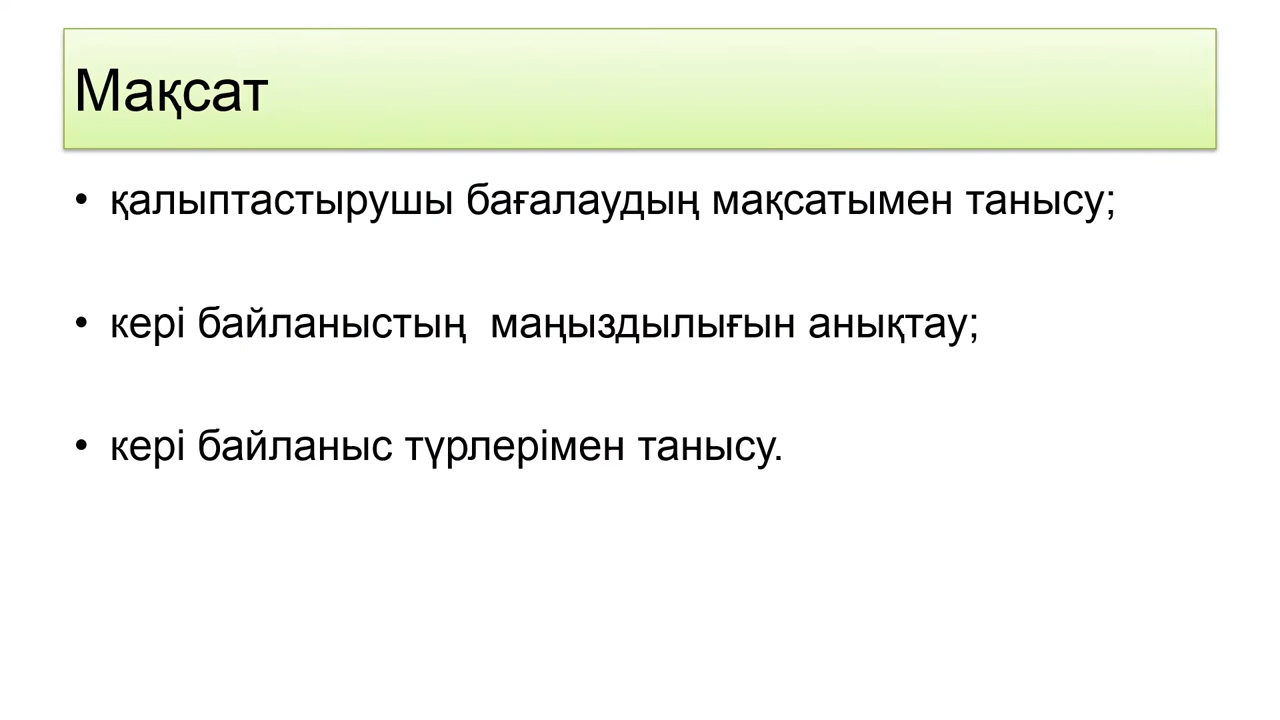 Мақсат
• қалыптастырушы бағалаудың мақсатымен танысу;
• кері байланыстың  маңыздылығын анықтау;
• кері байланыс түрлерімен танысу.